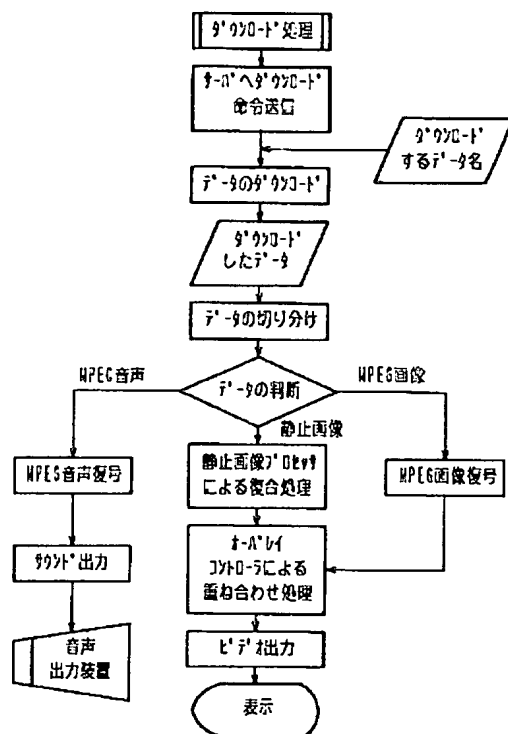 ﾀﾞｳﾝﾛｰﾄﾞ処理
ｻｰﾊﾞへﾀﾞｳﾝﾛｰﾄﾞ
命令送信
ﾀﾞｳﾝﾛｰﾄﾞ
するﾃﾞｰﾀ名
ﾃﾞｰﾀのﾀﾞｳﾝﾛｰﾄﾞ
ﾀﾞｳﾝﾛｰﾄﾞ
したﾃﾞｰﾀ
ﾃﾞｰﾀの切り分け
MPEG音声
ﾃﾞｰﾀの判断
MPEG画像
静止画像
MPEG音声復号
静止画像ﾌﾟﾛｾｯｻ
による復合処理
MPEG画像復号
ｻｳﾝﾄﾞ出力
ｵｰﾊﾞﾚｲ
ｺﾝﾄﾛｰﾗによる
重ね合わせ処理
音声
出力装置
ﾋﾞﾃﾞｵ出力
表示